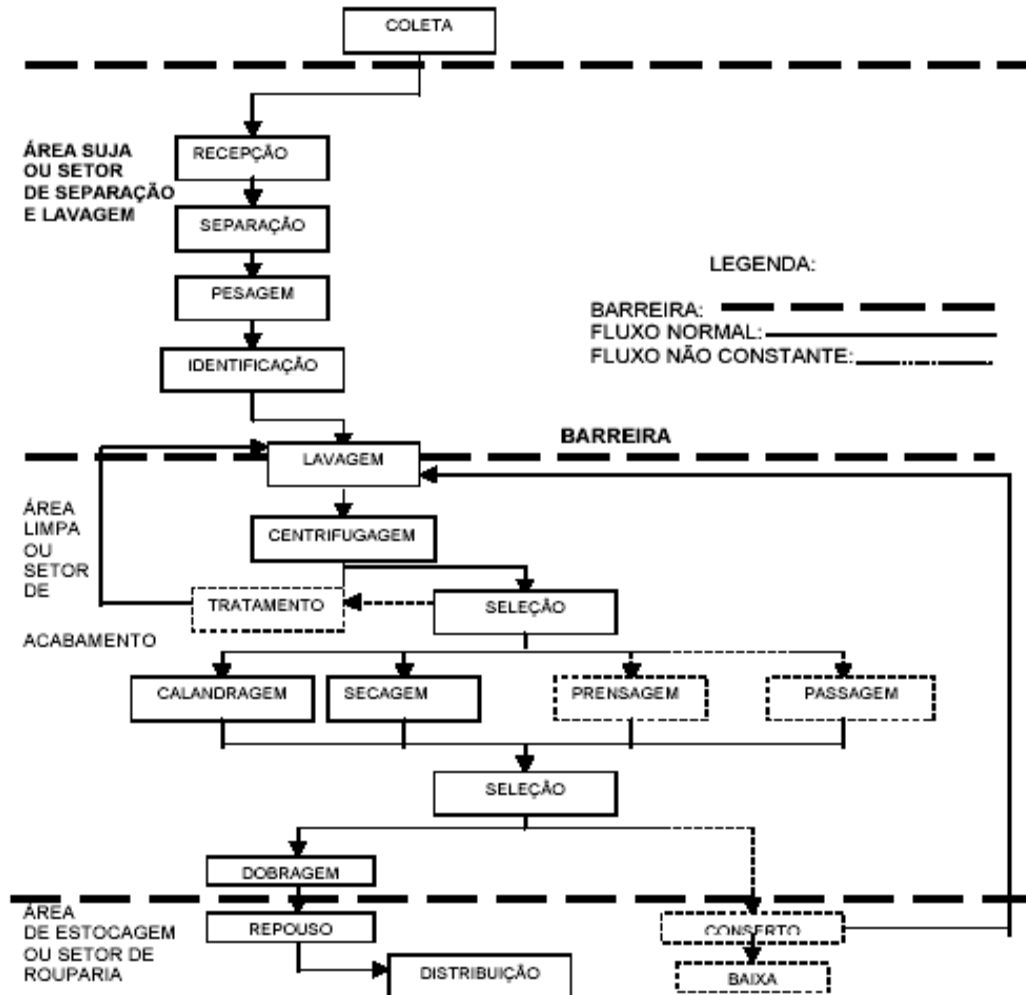 COLETA
ÁREA SUJA
OU SETOR
DE SEPARAÇÃO
E LAVAGEM
RECEPÇÃO
SEPARAÇÃO
PESAGEM
IDENTIFICAÇÃO
LEGENDA:
BARREIRA:
FLUXO NORMAL:
FLUXO NÃO CONSTANTE:
BARREIRA
LAVAGEM
ÁREA
LIMPA
OU
SETOR
DE
ACABAMENTO
CENTRIFUGAGEM
TRATAMENTO
SELEÇÃO
CALANDRAGEM
SECAGEM
PRENSAGEM
PASSAGEM
SELEÇÃO
DOBRAGEM
ÁREA
DE ESTOCAGEM
OU SETOR DE
ROUPARIA
REPOUSO
CONSERTO
DISTRIBUIÇÃO
BAIXA